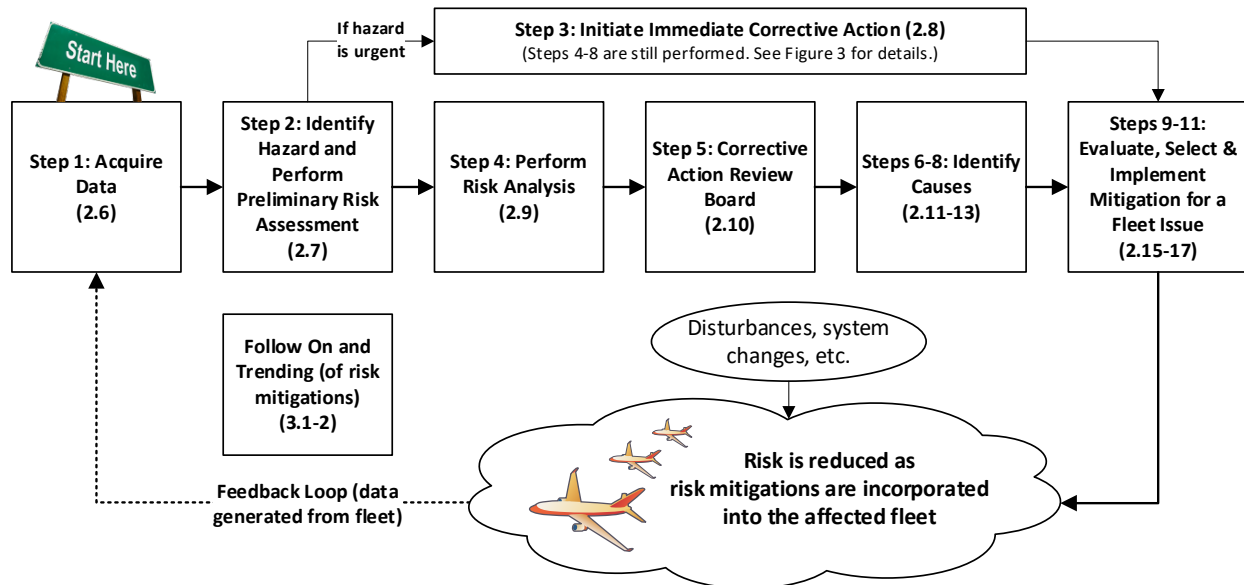 Start Here
If hazard
is urgent
Step 3: Initiate Immediate Corrective Action (2.8)
(Steps 4-8 are still performed. See Figure 3 for details.)
Step 1: Acquire
Data
(2.6)
Step 2: Identify
Hazard and
Perform
Preliminary Risk
Assessment
(2.7)
Step 4: Perform
Risk Analysis
(2.9)
Step 5: Corrective
Action Review
Board
(2.10)
Steps 6-8: Identify
Causes
(2.11-13)
Steps 9-11:
Evaluate, Select &
Implement
Mitigation for a
Fleet Issue
(2.15-17)
Follow On and
Trending (of risk
mitigations)
(3.1-2)
Disturbances, system
changes, etc.
Risk is reduced as
risk mitigations are incorporated
into the affected fleet
Feedback Loop (data
generated from fleet)